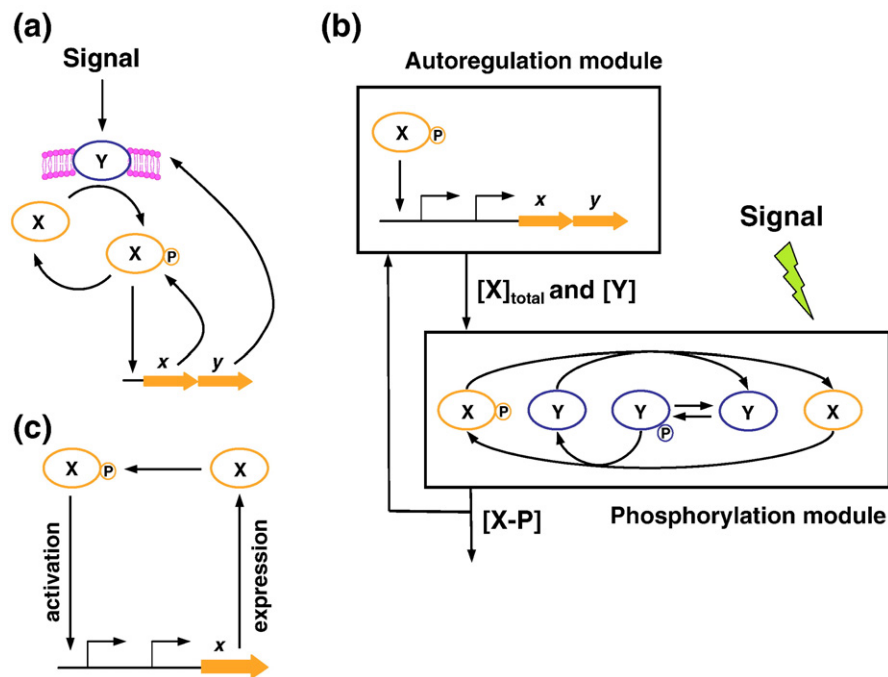 (a)
Signal
Y
X
X P
x y
(b)
Autoregulation module
X P
x y
Signal
[X]total and [Y]
X P Y Y P Y X
[X-P]
Phosphorylation module
(c)
X P X
activation
expression
x